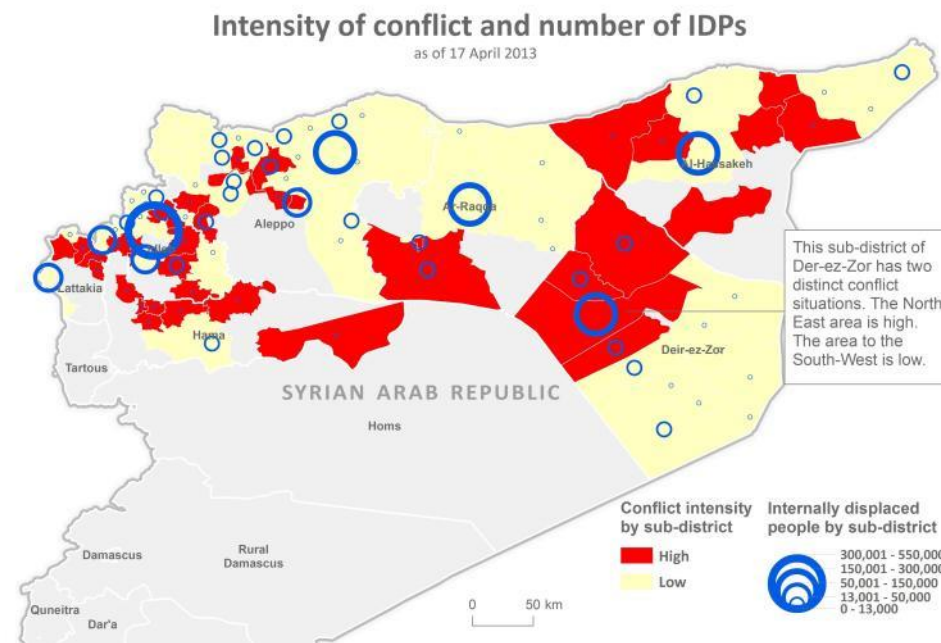 Intensity of conflict and number of IDPs
as of 17 April 2013
Al-Hassakeh
Ar-Raqqa
Aleppo
This sub-district of
Der-ez-Zor has two
distinct conflict
situations. The North
East area is high.
The area to the
South-West is low.
Lattakia
Hama
Deir-ez-Zor
Tartous
SYRIAN ARAB REPUBLIC
Homs
Conflict intensity
by sub-district
High
Low
Internally displaced
people by sub-district
300,001 - 550,000
150,001 - 300,000
50,001 - 150,000
13,001 - 50,000
0 - 13,000
Damascus
Rural
Damascus
Quneitra
Dar'a
0 50 km